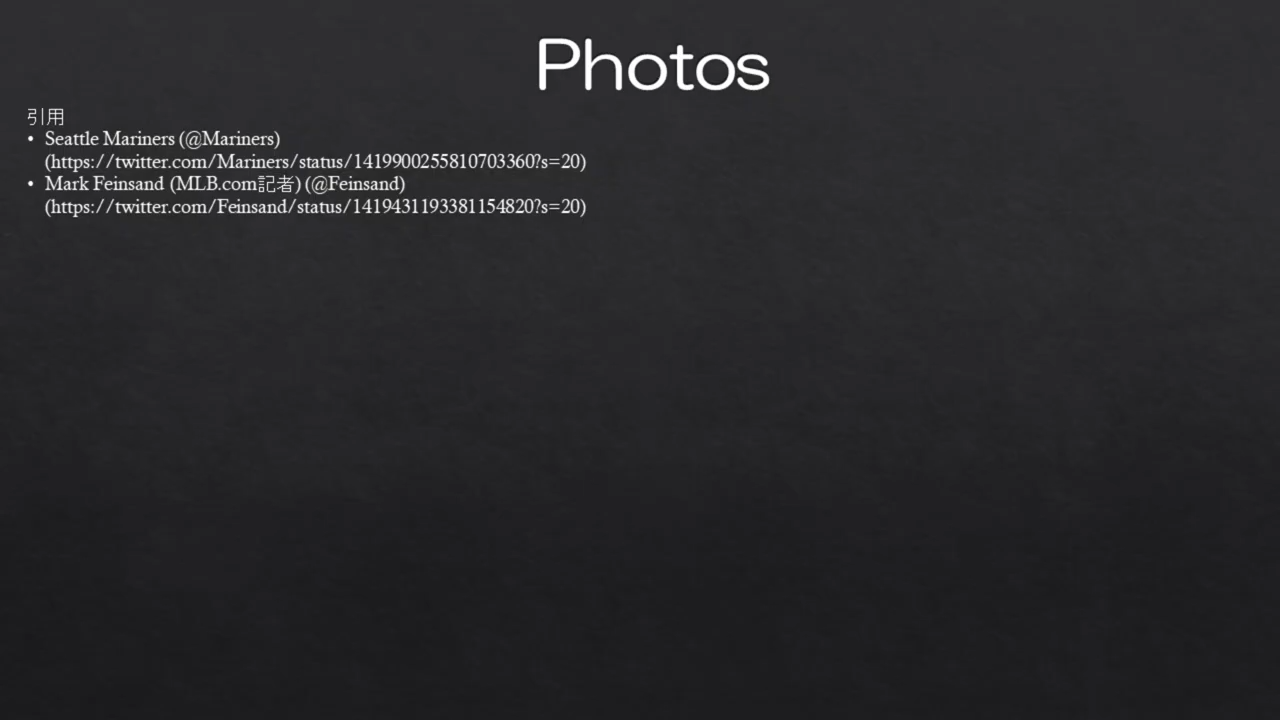 Photos
引用
• Seattle Mariners (@Mariners)
(https://twitter.com/Mariners/status/1419900255810703360?s=20)
• Mark Feinsand (MLB.com記者) (@Feinsand)
(https://twitter.com/Feinsand/status/1419431193381154820?s=20)